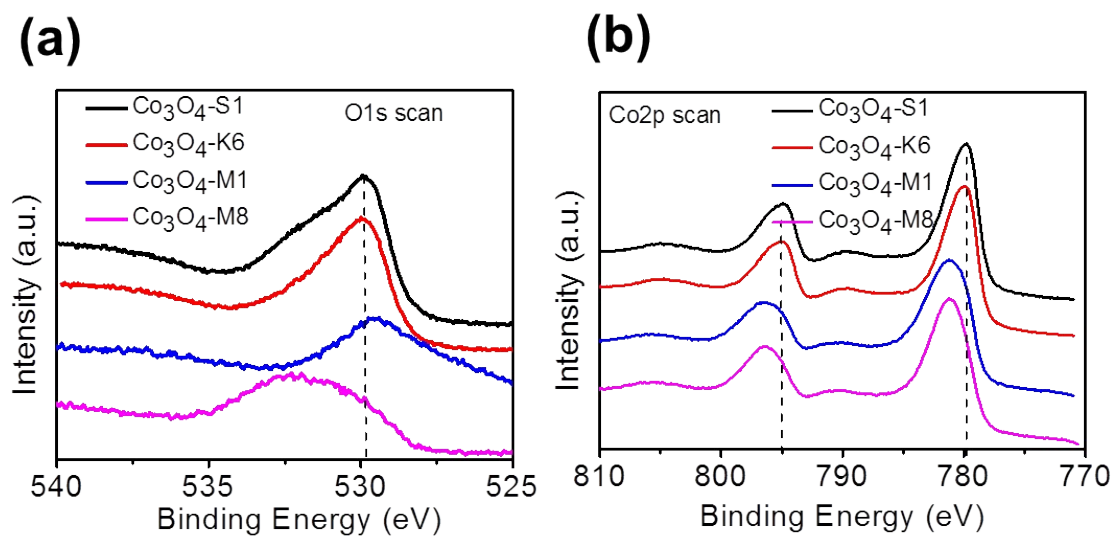 (a)
Co3O4-S1
O1s scan
Co3O4-K6
Co3O4-M1
Co3O4-M8
Intensity (a.u.)
540
535
530
525
Binding Energy (eV)
(b)
Co2p scan
Co3O4-S1
Co3O4-K6
Co3O4-M1
Co3O4-M8
Intensity (a.u.)
810
800
790
780
770
Binding Energy (eV)